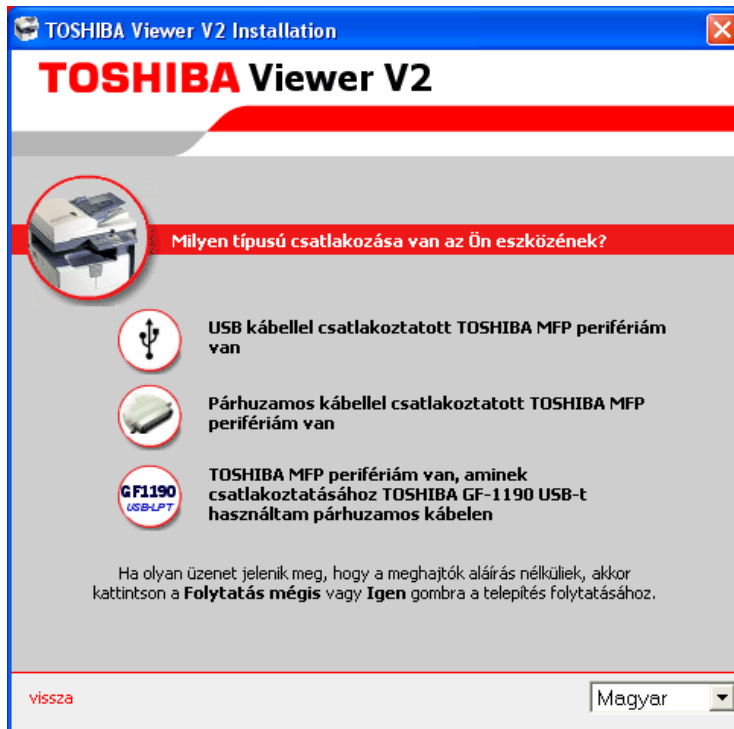 TOSHIBA Viewer V2 Installation
TOSHIBA Viewer V2
Milyen típusú csatlakozása van az Ön eszközének?
USB kábellel csatlakoztatott TOSHIBA MFP perifériám
van
Párhuzamos kábellel csatlakoztatott TOSHIBA MFP
perifériám van
GF1190
USB-LPT
TOSHIBA MFP perifériám van, aminek
csatlakoztatásához TOSHIBA GF-1190 USB-t
használtam párhuzamos kábelen
Ha olyan üzenet jelenik meg, hogy a meghajtók aláírás nélküliek, akkor
kattintson a Folytatás mégis vagy Igen gombra a telepítés folytatásához.
vissza
Magyar